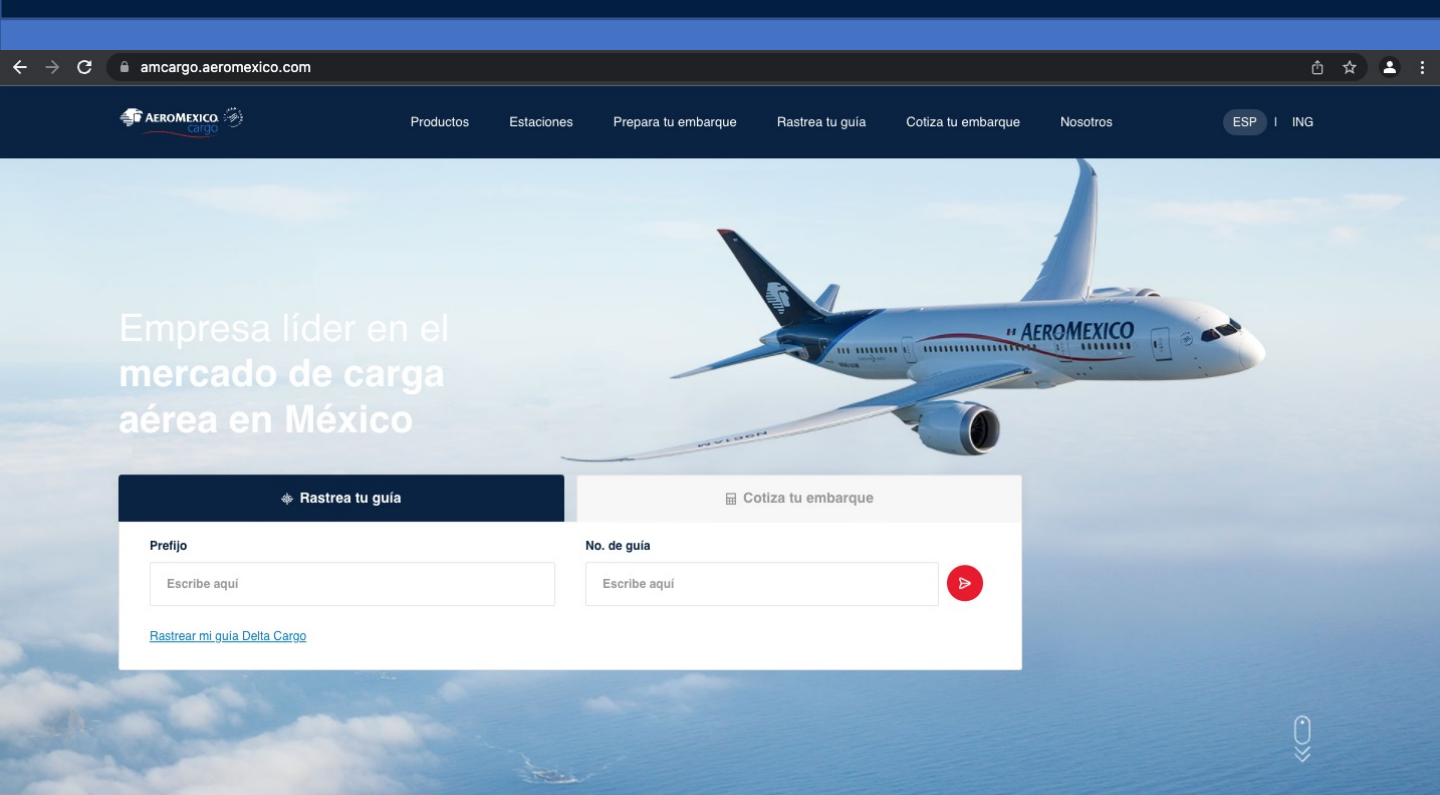 amcargo.aeromexico.com
AEROMEXICO.
cargo
Productos
Estaciones
Prepara tu embarque
Rastrea tu guía
Cotiza tu embarque
Nosotros
ESP | ING
AEROMEXICO
Empresa líder en el
mercado de carga
aérea en México
Rastrea tu guía
Cotiza tu embarque
Prefijo
No. de guía
Escribe aquí
Escribe aquí
Rastrear mi guia Delta Cargo